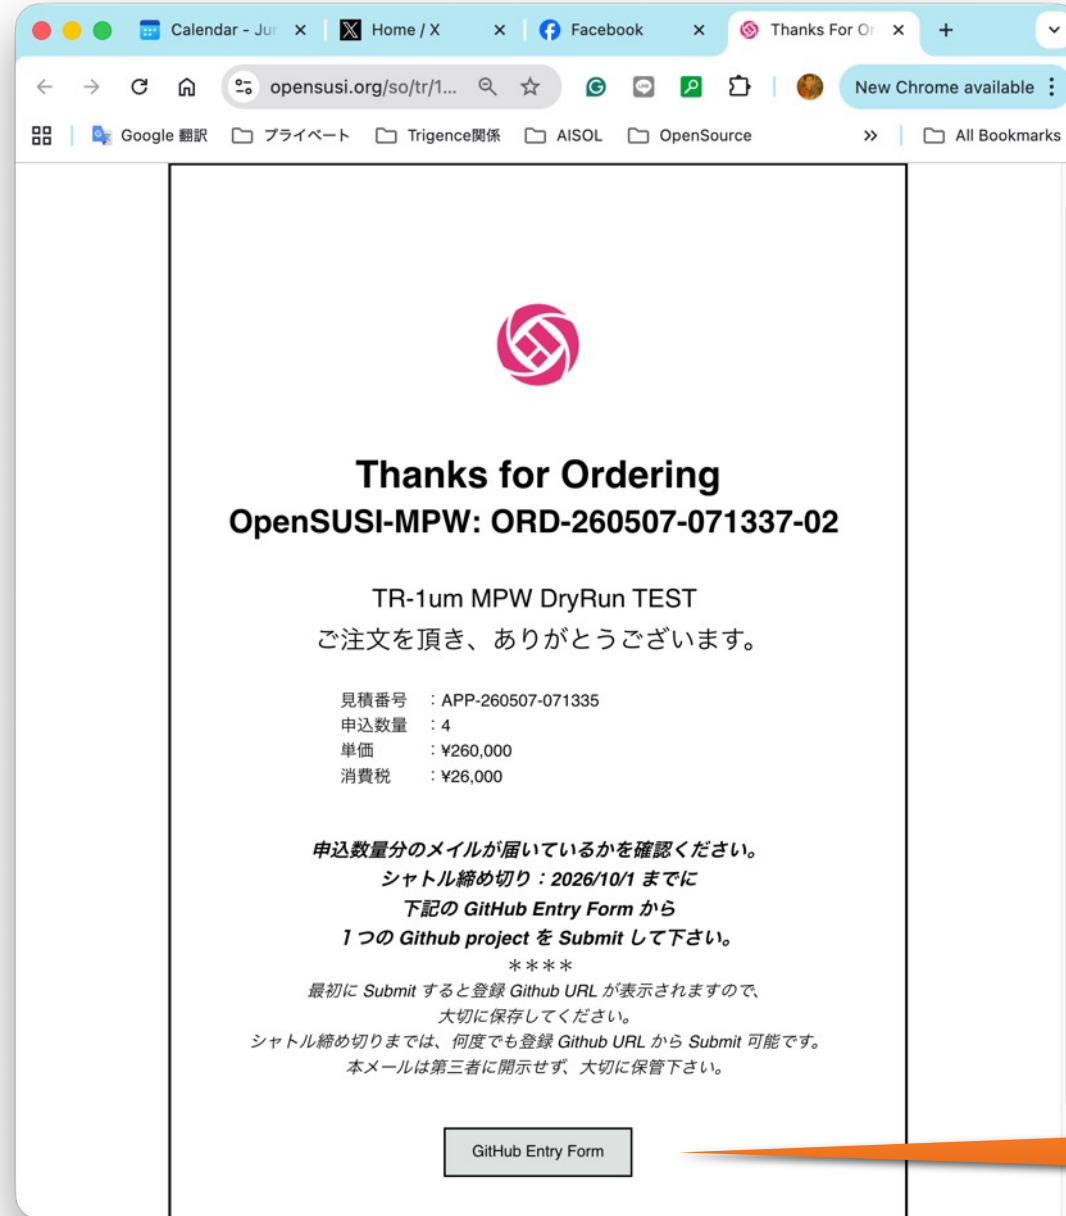 Calendar - Jun
Home / X
Facebook
Thanks For Or
opensusi.org/so/tr/1...
New Chrome available
Google 翻訳
プライベート
Trigence関係
AISOL
OpenSource
All Bookmarks
Thanks for Ordering
OpenSUSI-MPW: ORD-260507-071337-02
TR-1um MPW DryRun TEST
ご注文を頂き、ありがとうございます。
見積番号 : APP-260507-071335
申込数量 : 4
単価 : ¥260,000
消費税 : ¥26,000
申込数量分のメイルが届いているかを確認ください。
シャトル締め切り：2026/10/1 までに
下記の GitHub Entry Form から
1つの Github project を Submit して下さい。
****
最初に Submit すると登録 Github URL が表示されますので、
大切に保存してください。
シャトル締め切りまでは、何度でも登録 Github URL から Submit 可能です。
本メールは第三者に開示せず、大切に保管下さい。
GitHub Entry Form